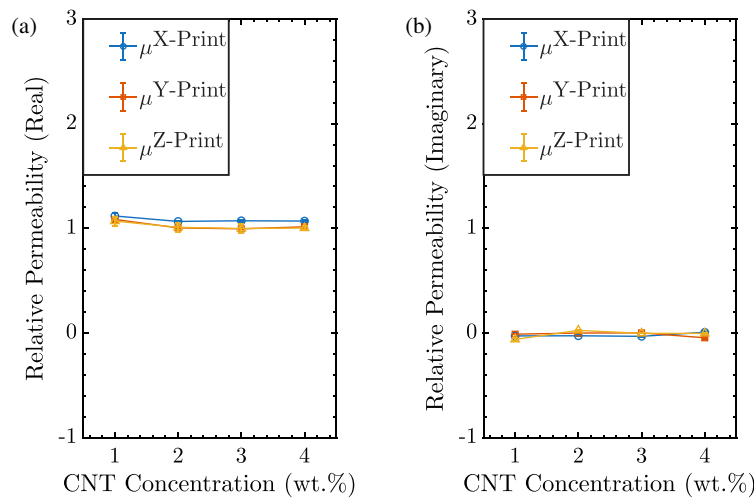 (a)
3
2
1
0
-1
Relative Permeability (Real)
μX-Print
μY-Print
μZ-Print
1 2 3 4
CNT Concentration (wt.%)
(b)
3
2
1
0
-1
Relative Permeability (Imaginary)
μX-Print
μY-Print
μZ-Print
1 2 3 4
CNT Concentration (wt.%)